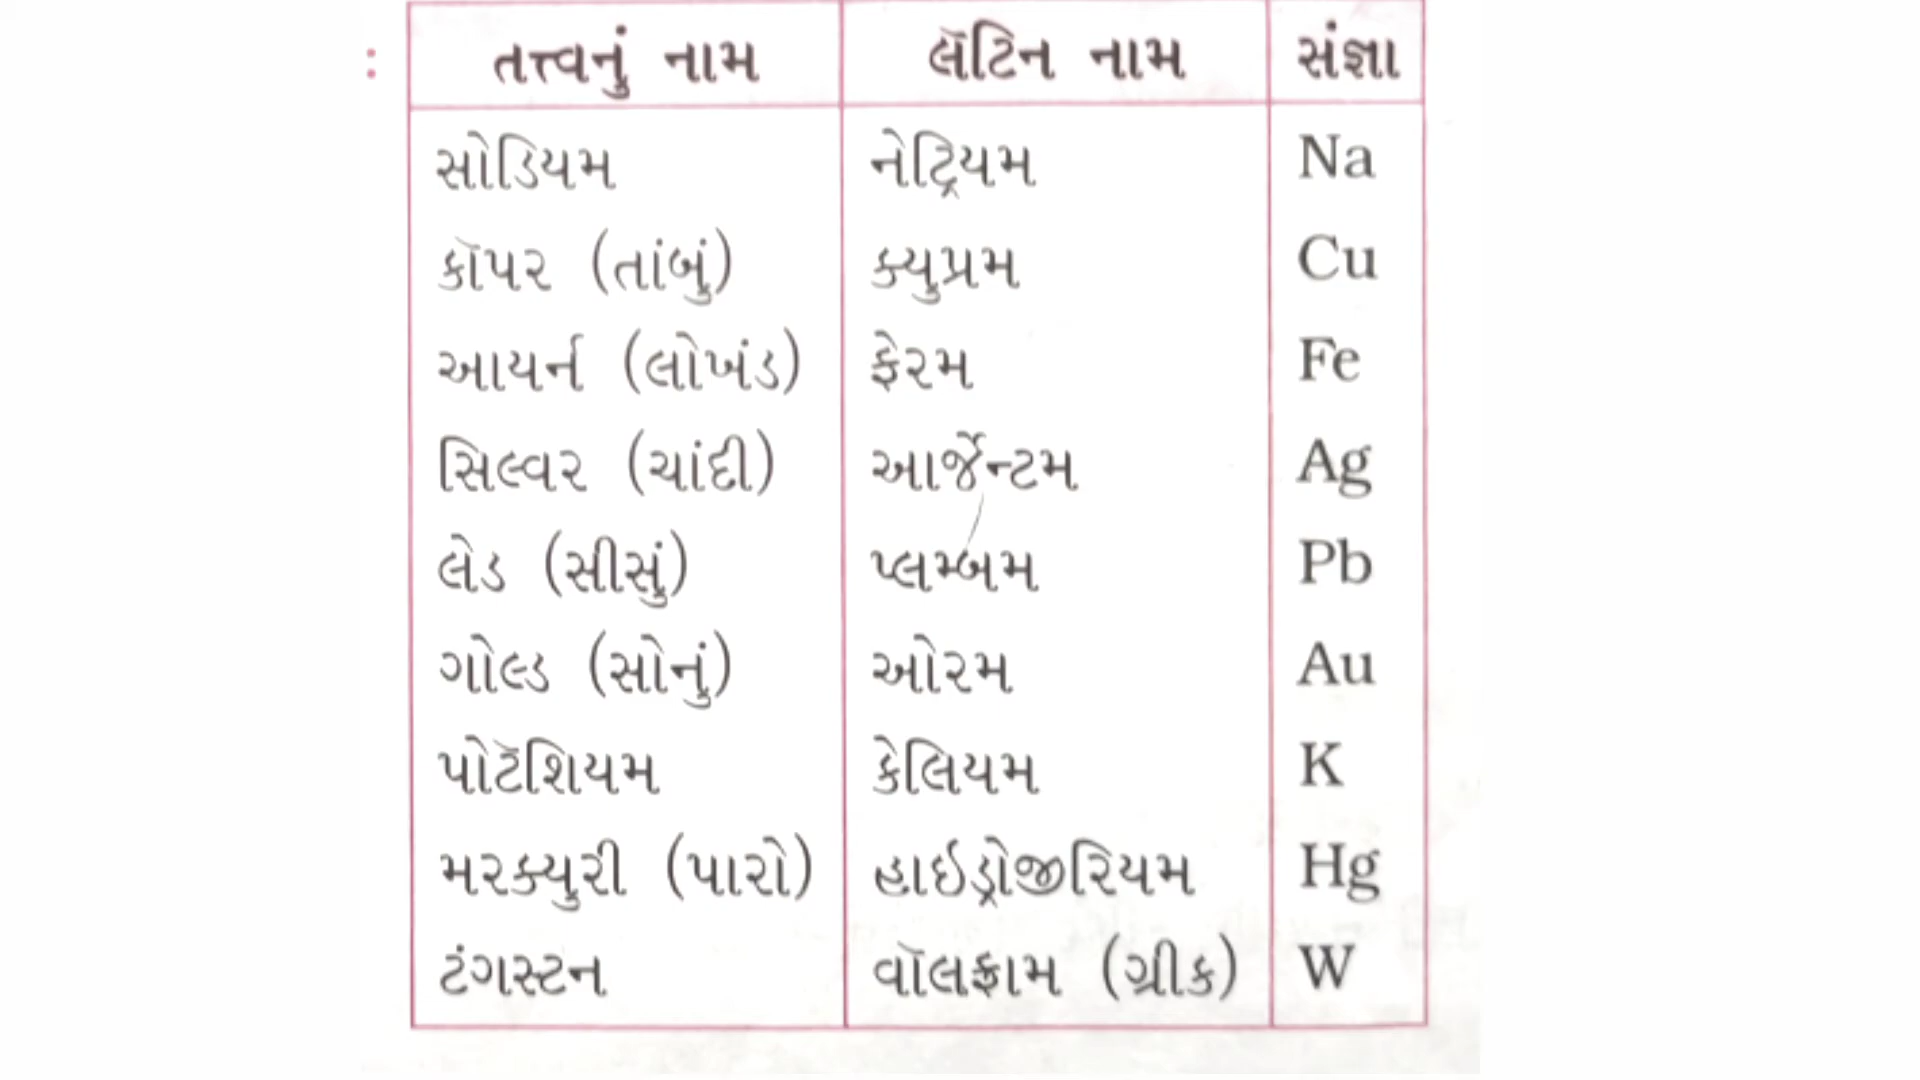 : તત્ત્વનું નામ લૅટિન નામ સંજ્ઞા
સોડિયમ નેટ્રિયમ Na
કૉપર (તાંબું) ક્યુપ્રમ Cu
આયર્ન (લોખંડ) ફેરમ Fe
સિલ્વર (ચાંદી) આર્જેન્ટમ Ag
લેડ (સીસું) પ્લમ્બમ Pb
ગોલ્ડ (સોનું) ઓરમ Au
પોટૅશિયમ કેલિયમ K
મરક્યુરી (પારો) હાઇડ્રોજીરિયમ Hg
ટંગસ્ટન વૉલફ્રામ (ગ્રીક) W